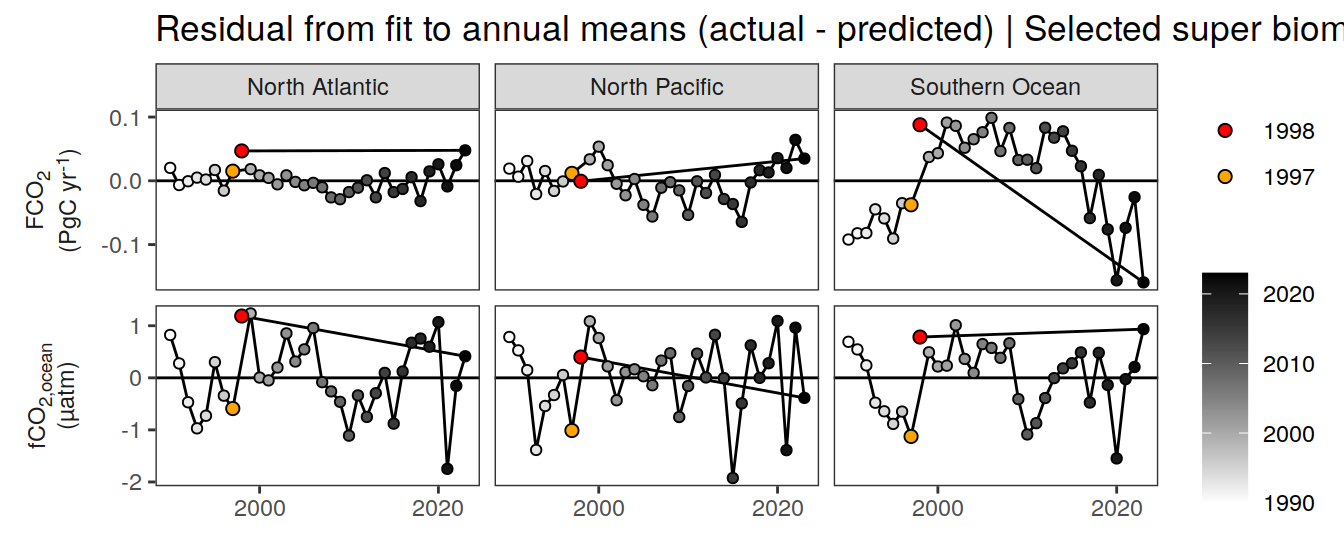 Residual from fit to annual means (actual - predicted) | Selected super biom
North Atlantic
North Pacific
Southern Ocean
FCO2
(PgC yr⁻¹)
0.1
0.0
-0.1
fCO2,ocean
(µatm)
1
0
-1
-2
2000
2020
2000
2020
2000
2020
1998
1997
2020
2010
2000
1990